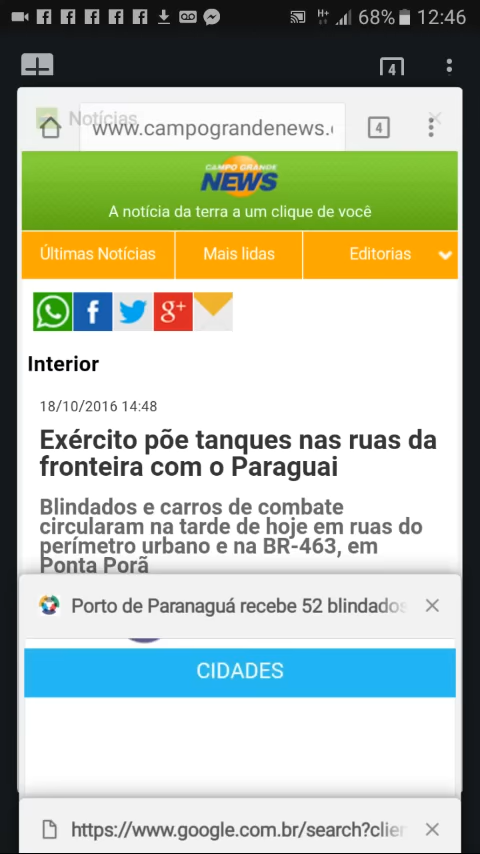 H+ 68% 12:46
4
Notícias
www.campograndenews. 4
CAMPO GRANDE
NEWS
A notícia da terra a um clique de você
Últimas Notícias Mais lidas Editorias
f g+
Interior
18/10/2016 14:48
Exército põe tanques nas ruas da
fronteira com o Paraguai
Blindados e carros de combate
circularam na tarde de hoje em ruas do
perímetro urbano e na BR-463, em
Ponta Porã
Porto de Paranaguá recebe 52 blindados
CIDADES
https://www.google.com.br/search?clien